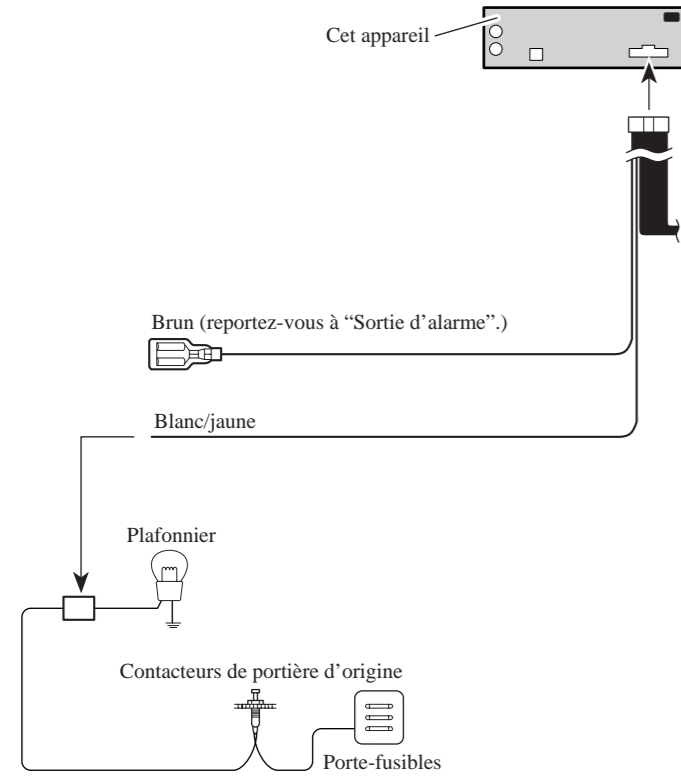 Cet appareil
Brun (reportez-vous à “Sortie d’alarme”.)
Blanc/jaune
Plafonnier
Contacteurs de portière d’origine
Porte-fusibles